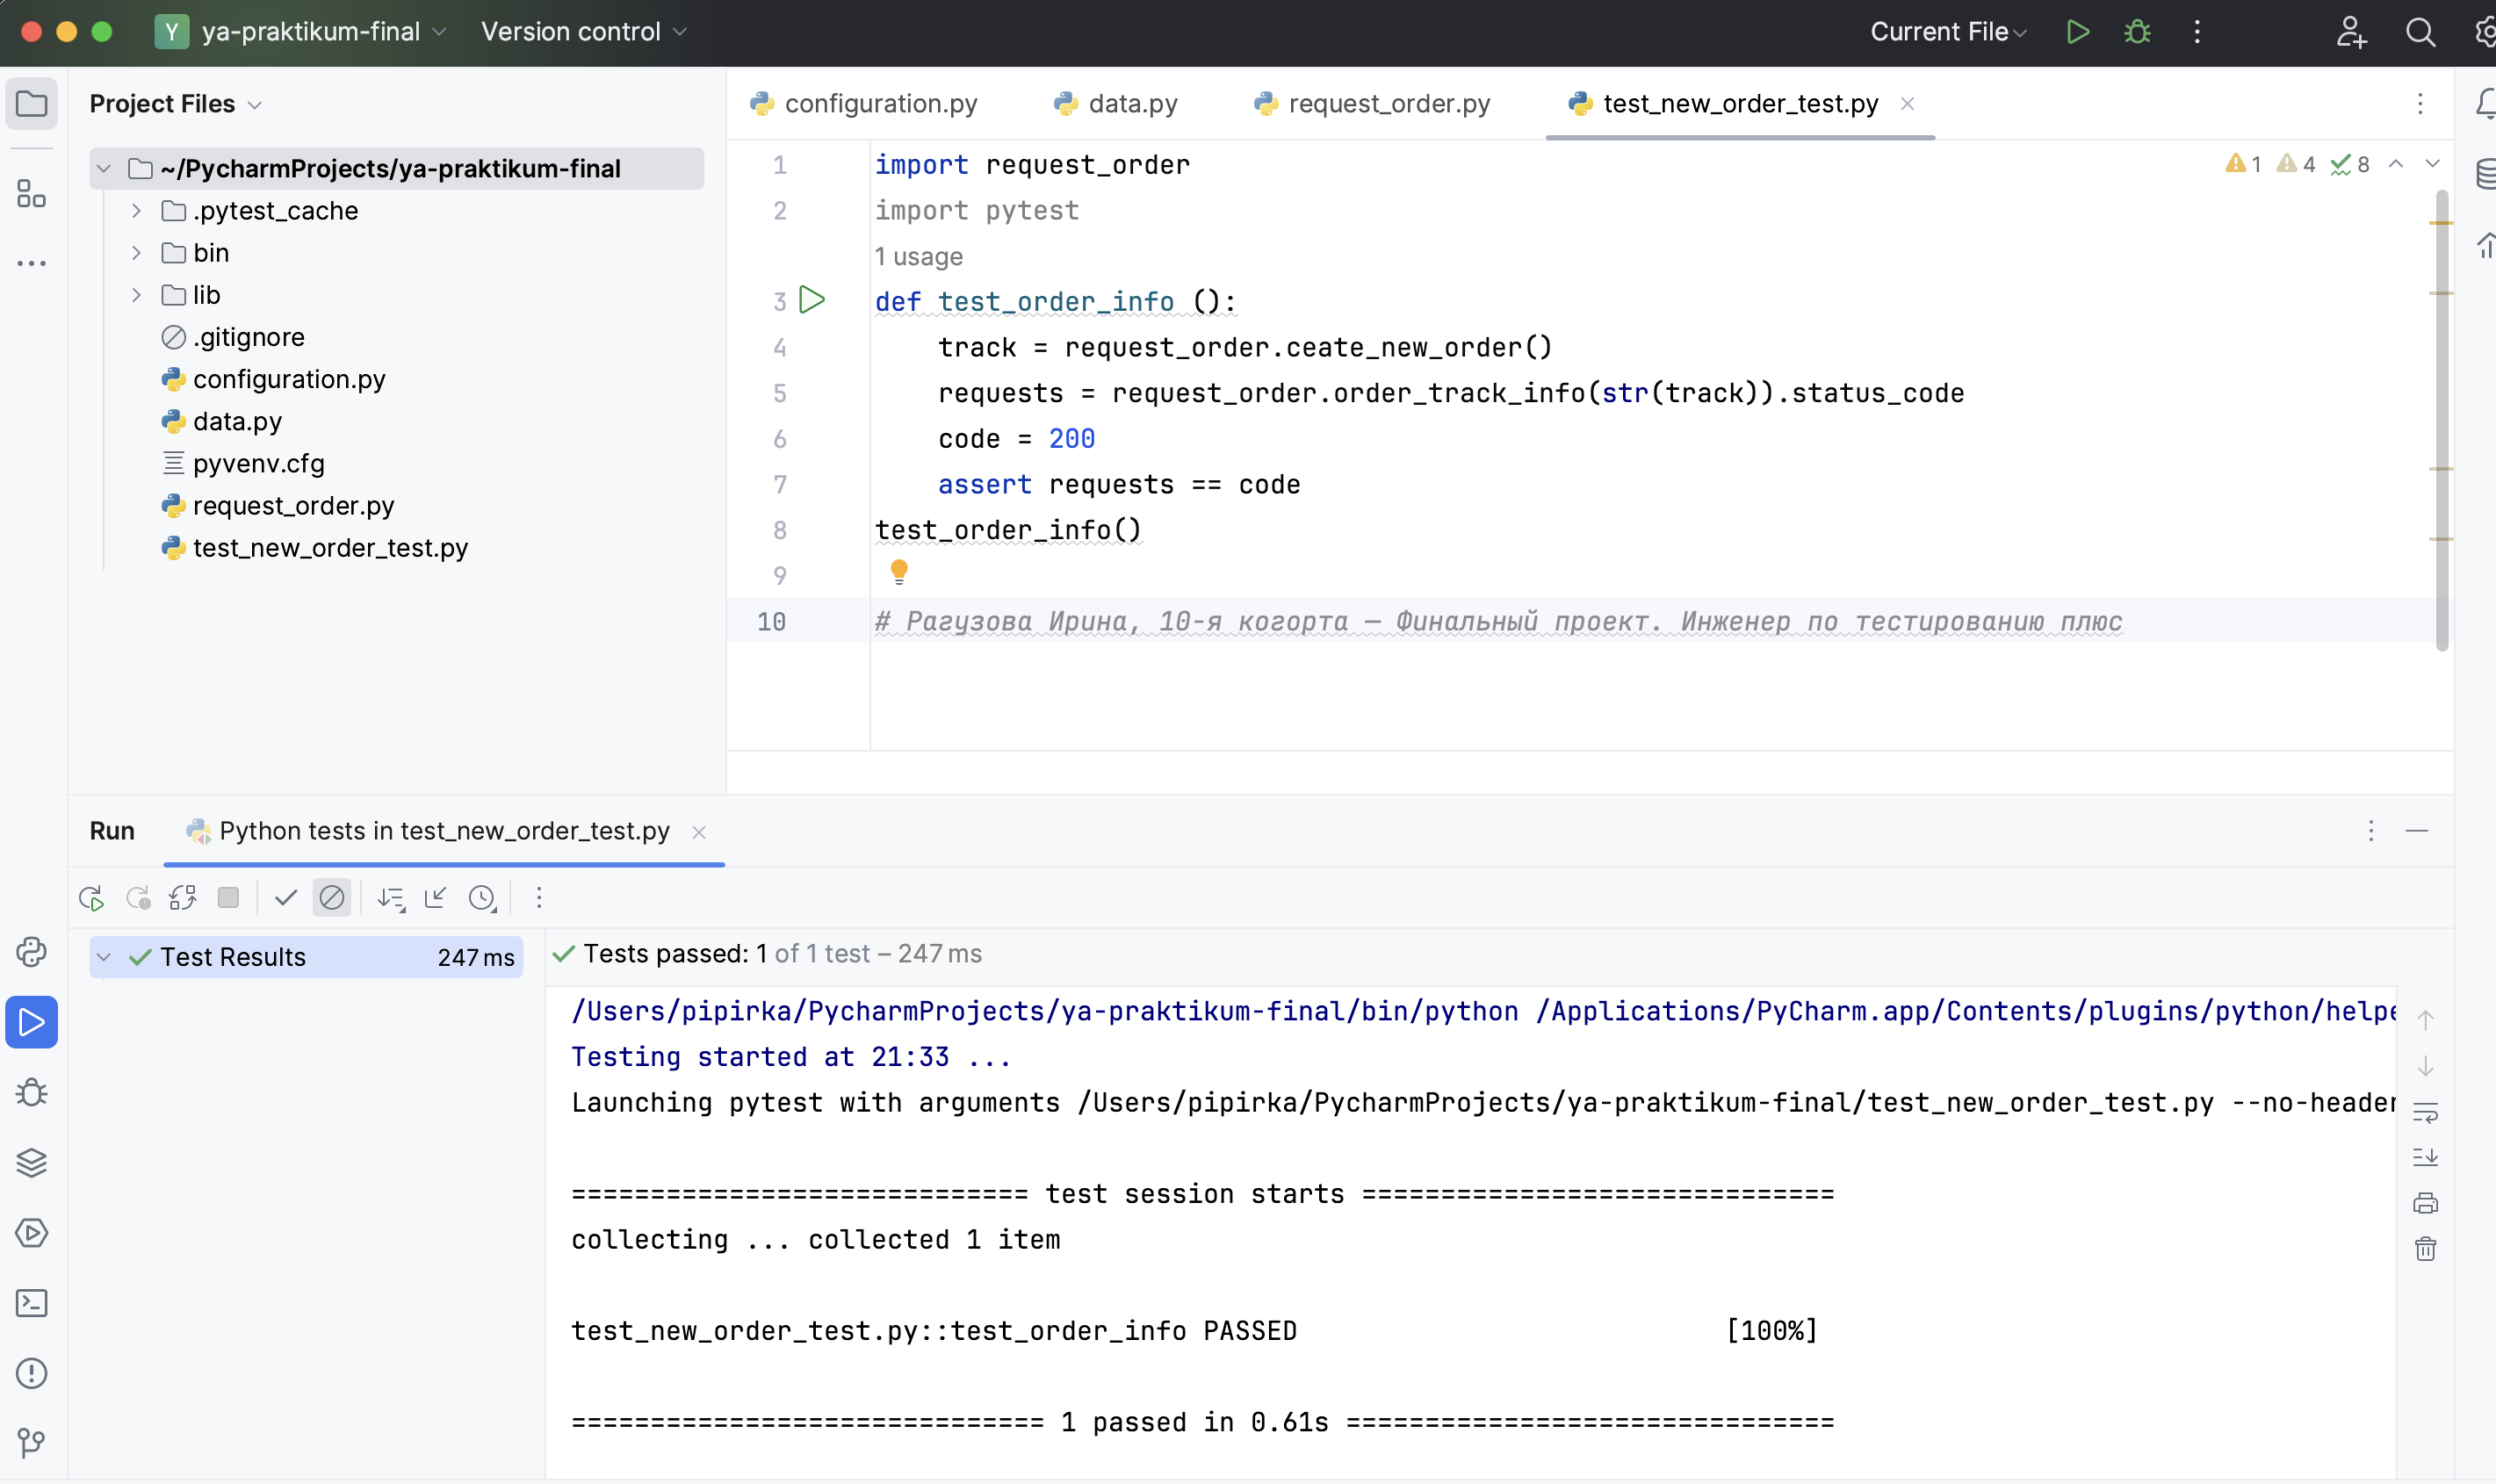 Y ya-praktikum-final Version control Current File
Project Files
~/PycharmProjects/ya-praktikum-final
.pytest_cache
bin
lib
.gitignore
configuration.py
data.py
pyvenv.cfg
request_order.py
test_new_order_test.py
configuration.py data.py request_order.py test_new_order_test.py
1 4 8
1 import request_order
2 import pytest
1 usage
3 def test_order_info ():
4 track = request_order.ceate_new_order()
5 requests = request_order.order_track_info(str(track)).status_code
6 code = 200
7 assert requests == code
8 test_order_info()
9
10 # Рагузова Ирина, 10-я когорта — Финальный проект. Инженер по тестированию плюс
Run Python tests in test_new_order_test.py
Test Results 247 ms
Tests passed: 1 of 1 test – 247 ms
/Users/pipirka/PycharmProjects/ya-praktikum-final/bin/python /Applications/PyCharm.app/Contents/plugins/python/helpe
Testing started at 21:33 ...
Launching pytest with arguments /Users/pipirka/PycharmProjects/ya-praktikum-final/test_new_order_test.py --no-header
============================= test session starts ==============================
collecting ... collected 1 item
test_new_order_test.py::test_order_info PASSED [100%]
============================== 1 passed in 0.61s ===============================